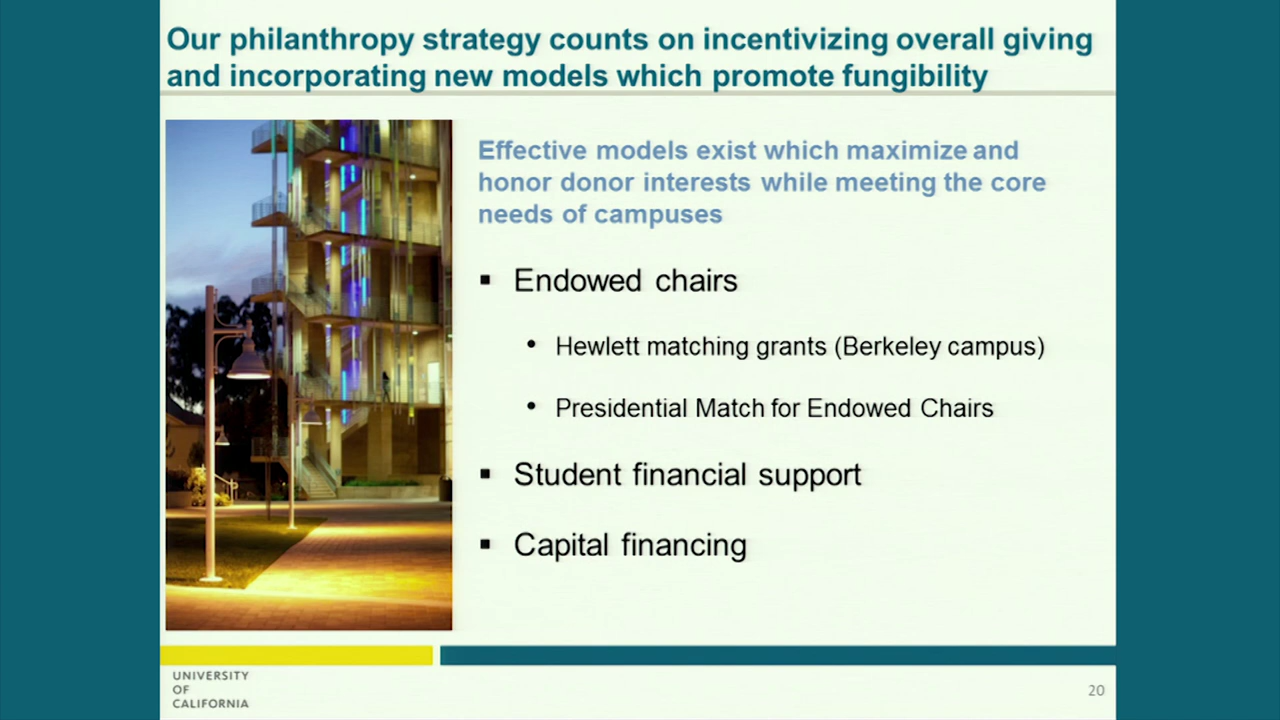 Our philanthropy strategy counts on incentivizing overall giving
and incorporating new models which promote fungibility
Effective models exist which maximize and
honor donor interests while meeting the core
needs of campuses
▪ Endowed chairs
• Hewlett matching grants (Berkeley campus)
• Presidential Match for Endowed Chairs
▪ Student financial support
▪ Capital financing
UNIVERSITY
OF
CALIFORNIA
20